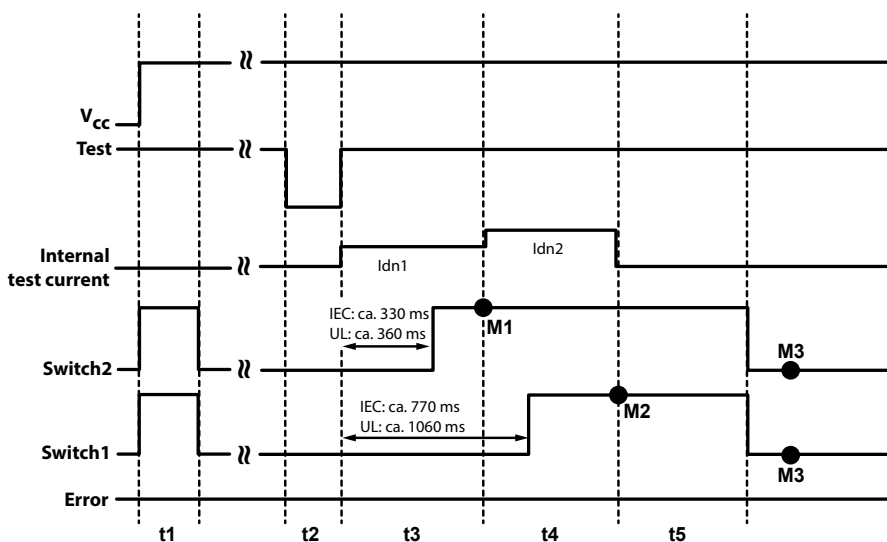 Vcc
Test
Internal
test current
Idn1
Idn2
IEC: ca. 330 ms
UL: ca. 360 ms
M1
Switch2
M3
IEC: ca. 770 ms
UL: ca. 1060 ms
M2
Switch1
M3
Error
t1 t2 t3 t4 t5